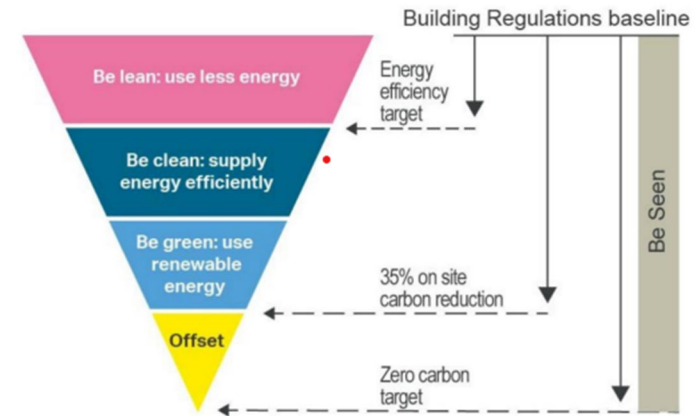 Building Regulations baseline
Be lean: use less energy
Energy
efficiency
target
Be clean: supply
energy efficiently
Be green: use
renewable
energy
35% on site
carbon reduction
Offset
Zero carbon
target
Be Seen